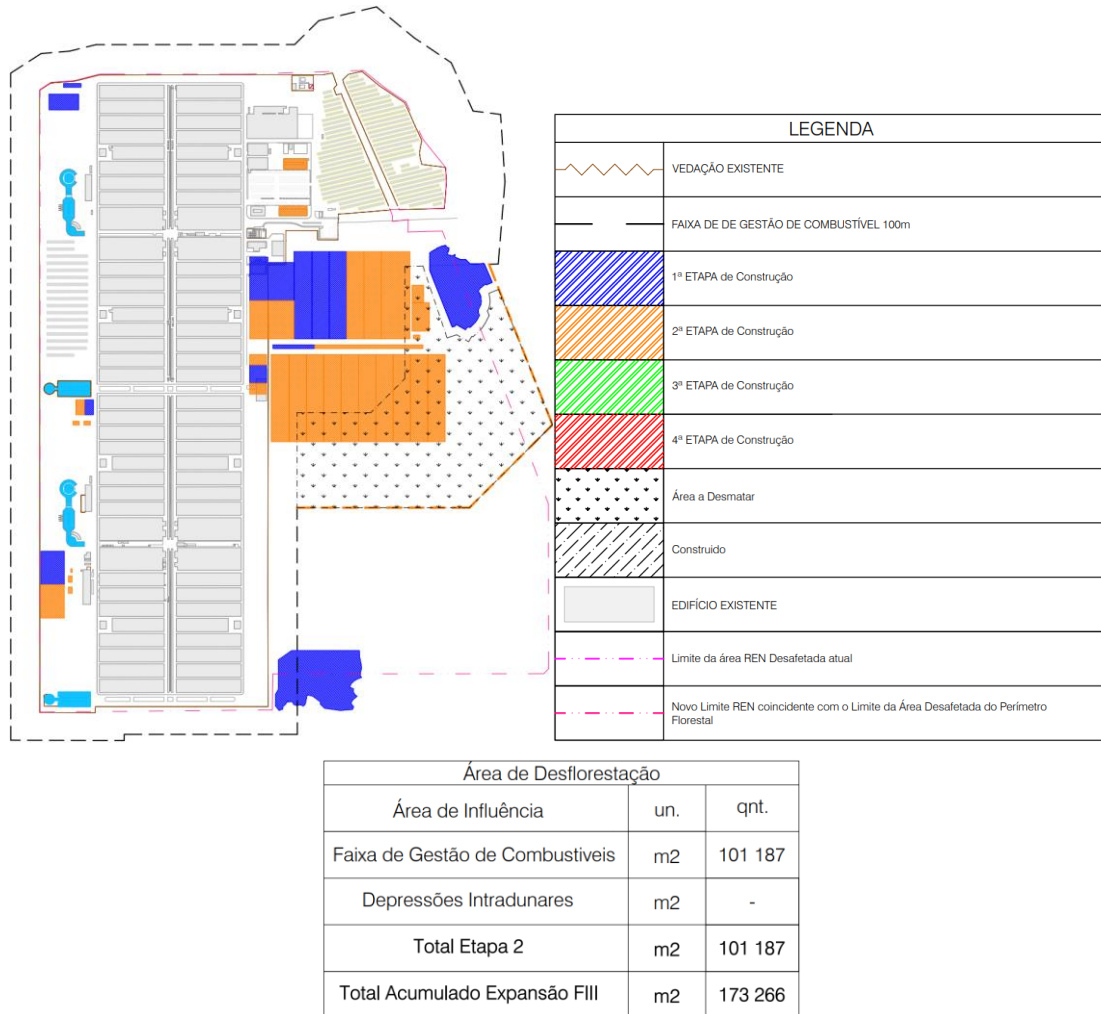 LEGENDA
VEDAÇÃO EXISTENTE
FAIXA DE DE GESTÃO DE COMBUSTÍVEL 100m
1ª ETAPA de Construção
2ª ETAPA de Construção
3ª ETAPA de Construção
4ª ETAPA de Construção
Área a Desmatar
Construido
EDIFÍCIO EXISTENTE
Limite da área REN Desafetada atual
Novo Limite REN coincidente com o Limite da Área Desafetada do Perímetro
Florestal
Área de Desflorestação
Área de Influência un. qnt.
Faixa de Gestão de Combustiveis m2 101 187
Depressões Intradunares m2 -
Total Etapa 2 m2 101 187
Total Acumulado Expansão FIII m2 173 266